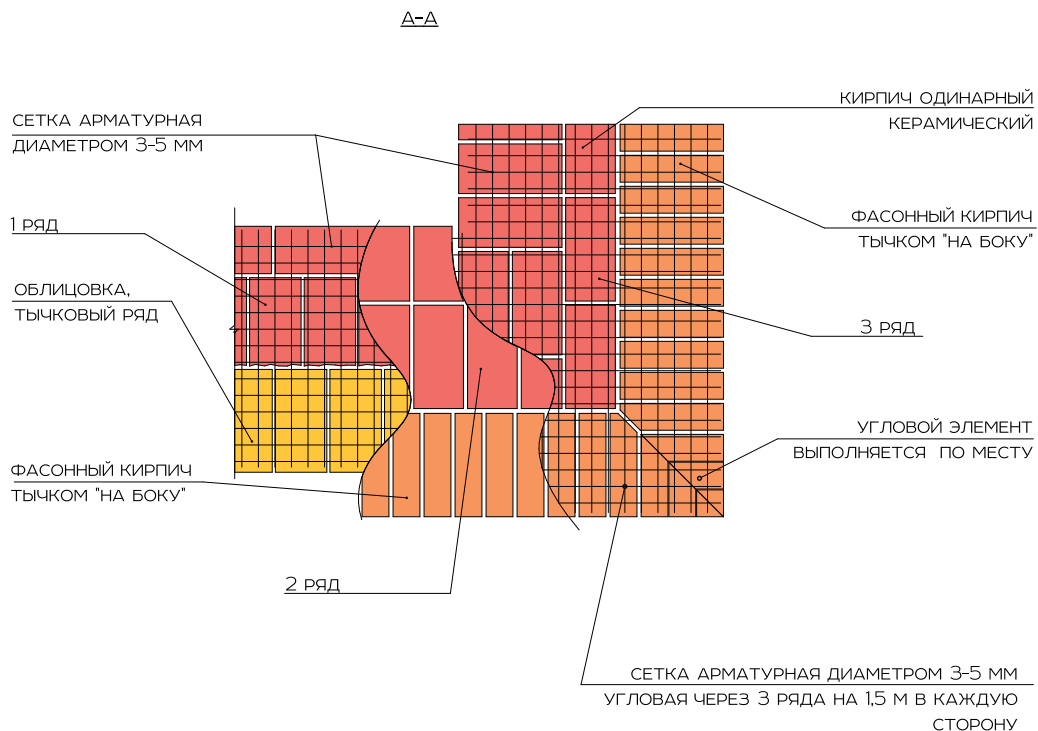 А-А
СЕТКА АРМАТУРНАЯ
ДИАМЕТРОМ 3-5 ММ
1 РЯД
ОБЛИЦОВКА,
ТЫЧКОВЫЙ РЯД
ФАСОННЫЙ КИРПИЧ
ТЫЧКОМ "НА БОКУ"
2 РЯД
КИРПИЧ ОДИНАРНЫЙ
КЕРАМИЧЕСКИЙ
ФАСОННЫЙ КИРПИЧ
ТЫЧКОМ "НА БОКУ"
3 РЯД
УГЛОВОЙ ЭЛЕМЕНТ
ВЫПОЛНЯЕТСЯ ПО МЕСТУ
СЕТКА АРМАТУРНАЯ ДИАМЕТРОМ 3-5 ММ
УГЛОВАЯ ЧЕРЕЗ 3 РЯДА НА 1,5 М В КАЖДУЮ
СТОРОНУ